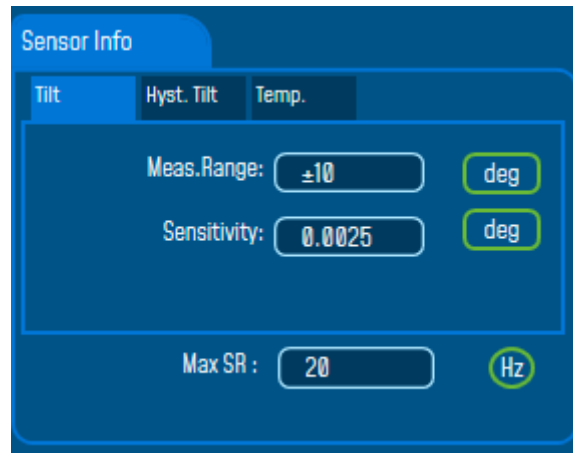 Sensor Info
Tilt Hyst. Tilt Temp.
Meas.Range: ±10 deg
Sensitivity: 0.0025 deg
Max SR : 20 Hz